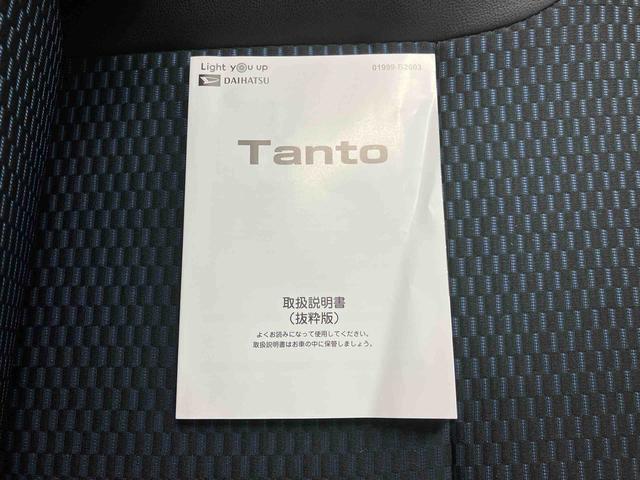 Light you up
DAIHATSU
01999-B2003
Tanto
取扱説明書
（抜粋版）
よくお読みになって使用してください。
取扱説明書はお車の中に保管しましょう。